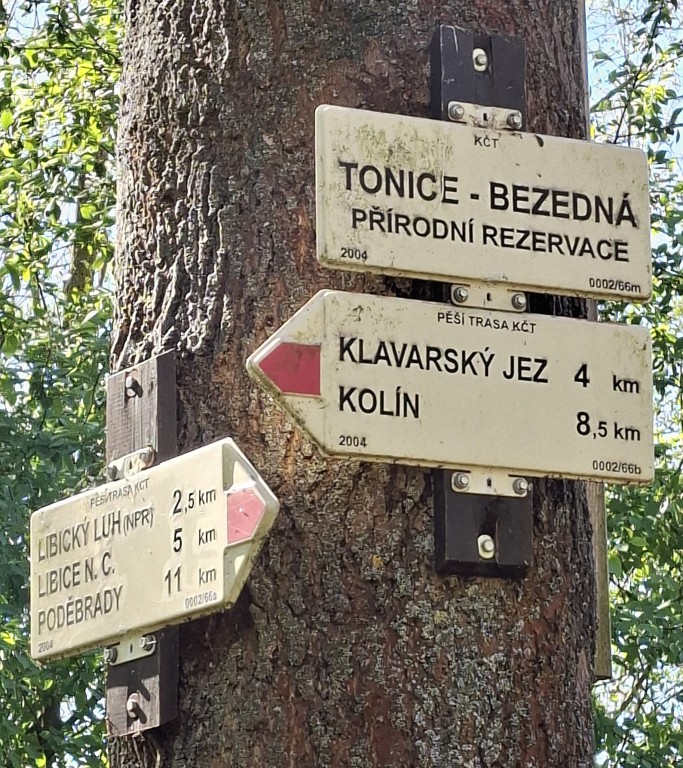 KČT
TONICE - BEZEDNÁ
PŘÍRODNÍ REZERVACE
2004 0002/66m
PĚŠÍ TRASA KČT
KLAVARSKÝ JEZ 4 km
KOLÍN 8,5 km
2004 0002/66b
PĚŠÍ TRASA KČT
LIBICKÝ LUH (NPR) 2,5 km
LIBICE N. C. 5 km
PODĚBRADY 11 km
2004 0002/66a